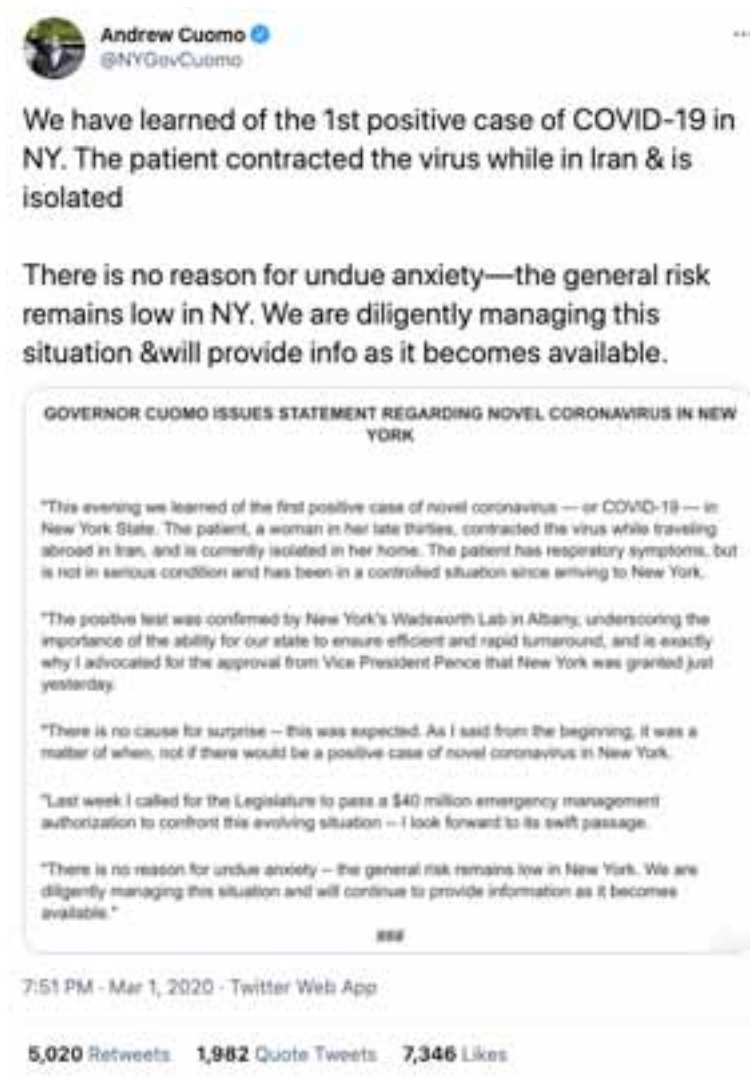 Andrew Cuomo
@NYGovCuomo
We have learned of the 1st positive case of COVID-19 in
NY. The patient contracted the virus while in Iran & is
isolated
There is no reason for undue anxiety—the general risk
remains low in NY. We are diligently managing this
situation &will provide info as it becomes available.
GOVERNOR CUOMO ISSUES STATEMENT REGARDING NOVEL CORONAVIRUS IN NEW
YORK
"This evening we learned of the first positive case of novel coronavirus — or COVID-19 — in
New York State. The patient, a woman in her late thirties, contracted the virus while traveling
abroad in Iran, and is currently isolated in her home. The patient has respiratory symptoms, but
is not in serious condition and has been in a controlled situation since arriving to New York.
"The positive test was confirmed by New York's Wadsworth Lab in Albany, underscoring the
importance of the ability for our state to ensure efficient and rapid turnaround, and is exactly
why I advocated for the approval from Vice President Pence that New York was granted just
yesterday.
"There is no cause for surprise -- this was expected. As I said from the beginning, it was a
matter of when, not if there would be a positive case of novel coronavirus in New York.
"Last week I called for the Legislature to pass a $40 million emergency management
authorization to confront this evolving situation -- I look forward to its swift passage.
"There is no reason for undue anxiety -- the general risk remains low in New York. We are
diligently managing this situation and will continue to provide information as it becomes
available."
###
7:51 PM · Mar 1, 2020 · Twitter Web App
5,020 Retweets 1,982 Quote Tweets 7,346 Likes